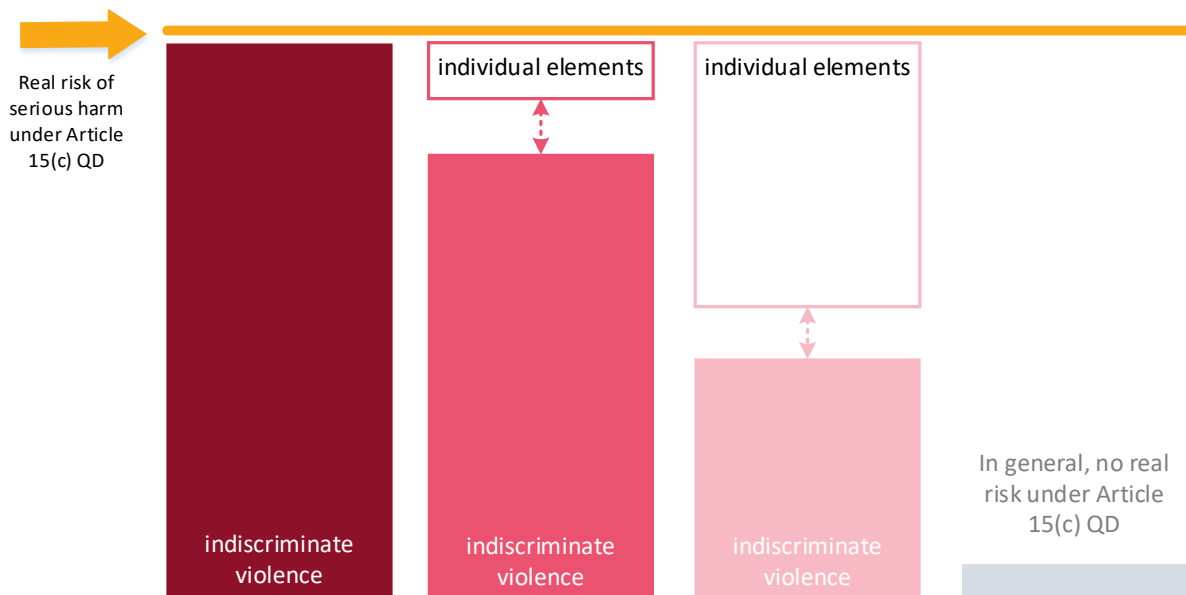 Real risk of
serious harm
under Article
15(c) QD
individual elements
individual elements
indiscriminate
violence
indiscriminate
violence
indiscriminate
violence
In general, no real
risk under Article
15(c) QD